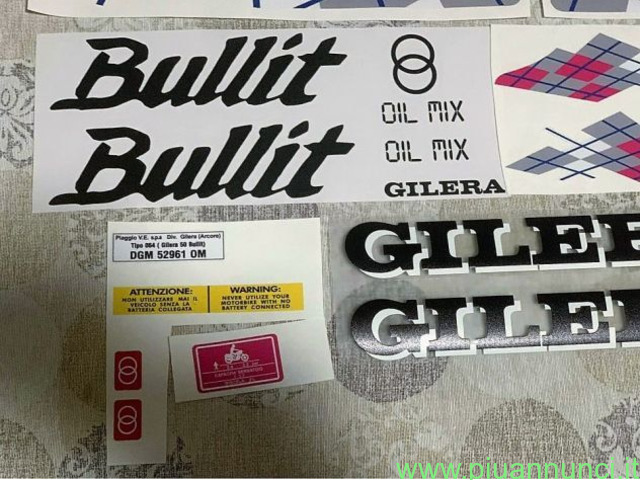 Bullit
OIL MIX
Bullit
OIL MIX
GILERA
Piaggio V.E. s.p.a Div. Gilera (Arcore)
Tipo 064 ( Gilera 50 Bullit)
DGM 52961 OM
ATTENZIONE:
NON UTILIZZARE MAI IL
VEICOLO SENZA LA
BATTERIA COLLEGATA
WARNING:
NEVER UTILIZE YOUR
MOTORBIKE WITH NO
BATTERY CONNECTED
GILER
GILE
www.piuannunci.it